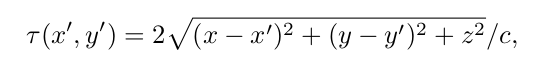 τ(x′, y′) = 2√(x − x′)² + (y − y′)² + z²/c,